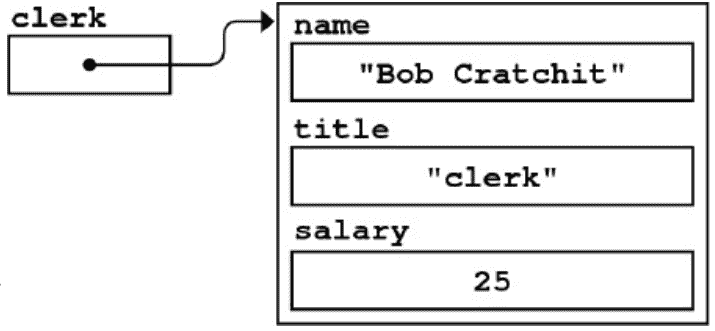 clerk
name
"Bob Cratchit"
title
"clerk"
salary
25